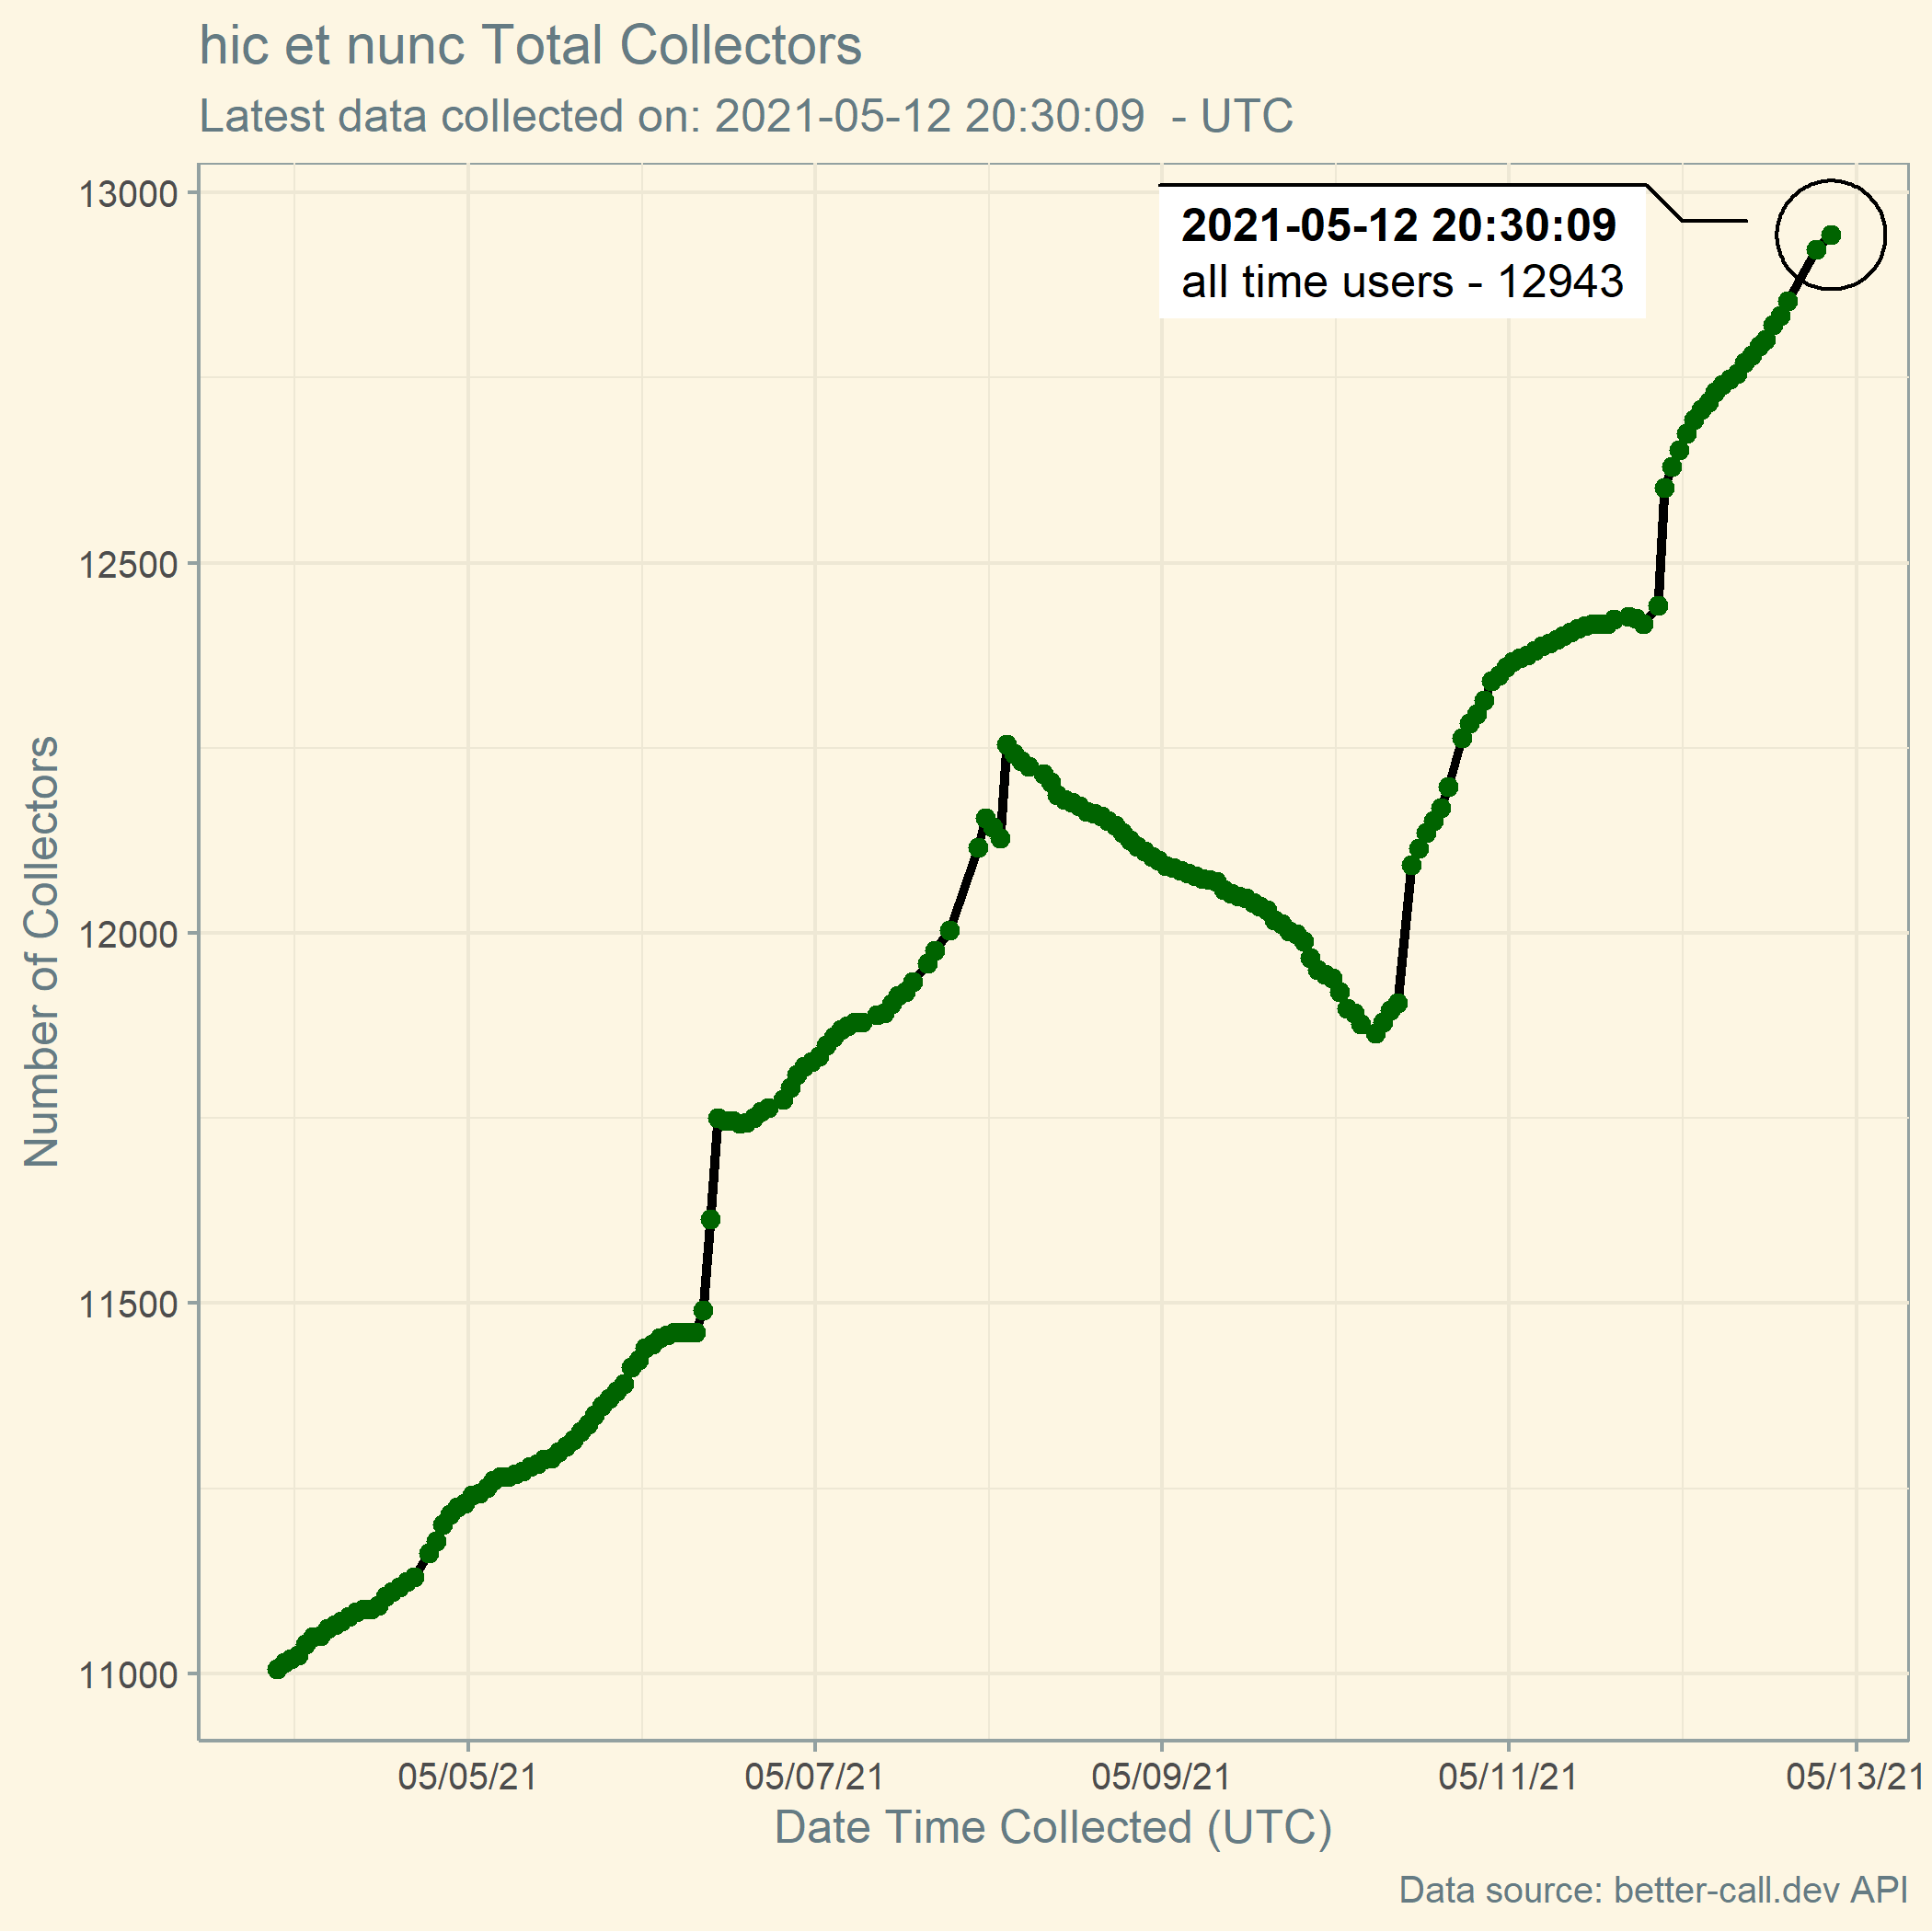 hic et nunc Total Collectors
Latest data collected on: 2021-05-12 20:30:09  - UTC
2021-05-12 20:30:09
all time users - 12943
Number of Collectors
13000
12500
12000
11500
11000
05/05/21
05/07/21
05/09/21
05/11/21
05/13/21
Date Time Collected (UTC)
Data source: better-call.dev API